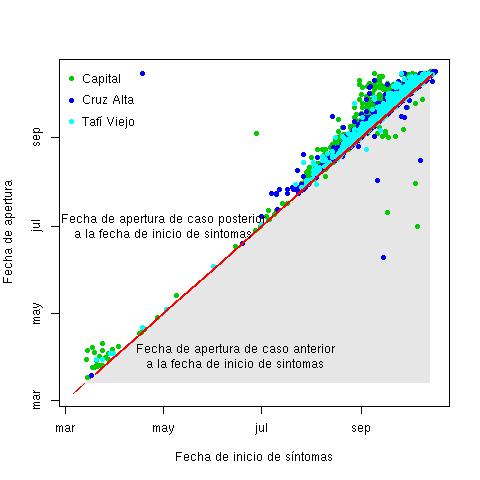 Capital
Cruz Alta
Tafí Viejo
Fecha de apertura de caso posterior
a la fecha de inicio de sintomas
Fecha de apertura de caso anterior
a la fecha de inicio de sintomas
Fecha de apertura
mar
may
jul
sep
mar
may
jul
sep
Fecha de inicio de síntomas